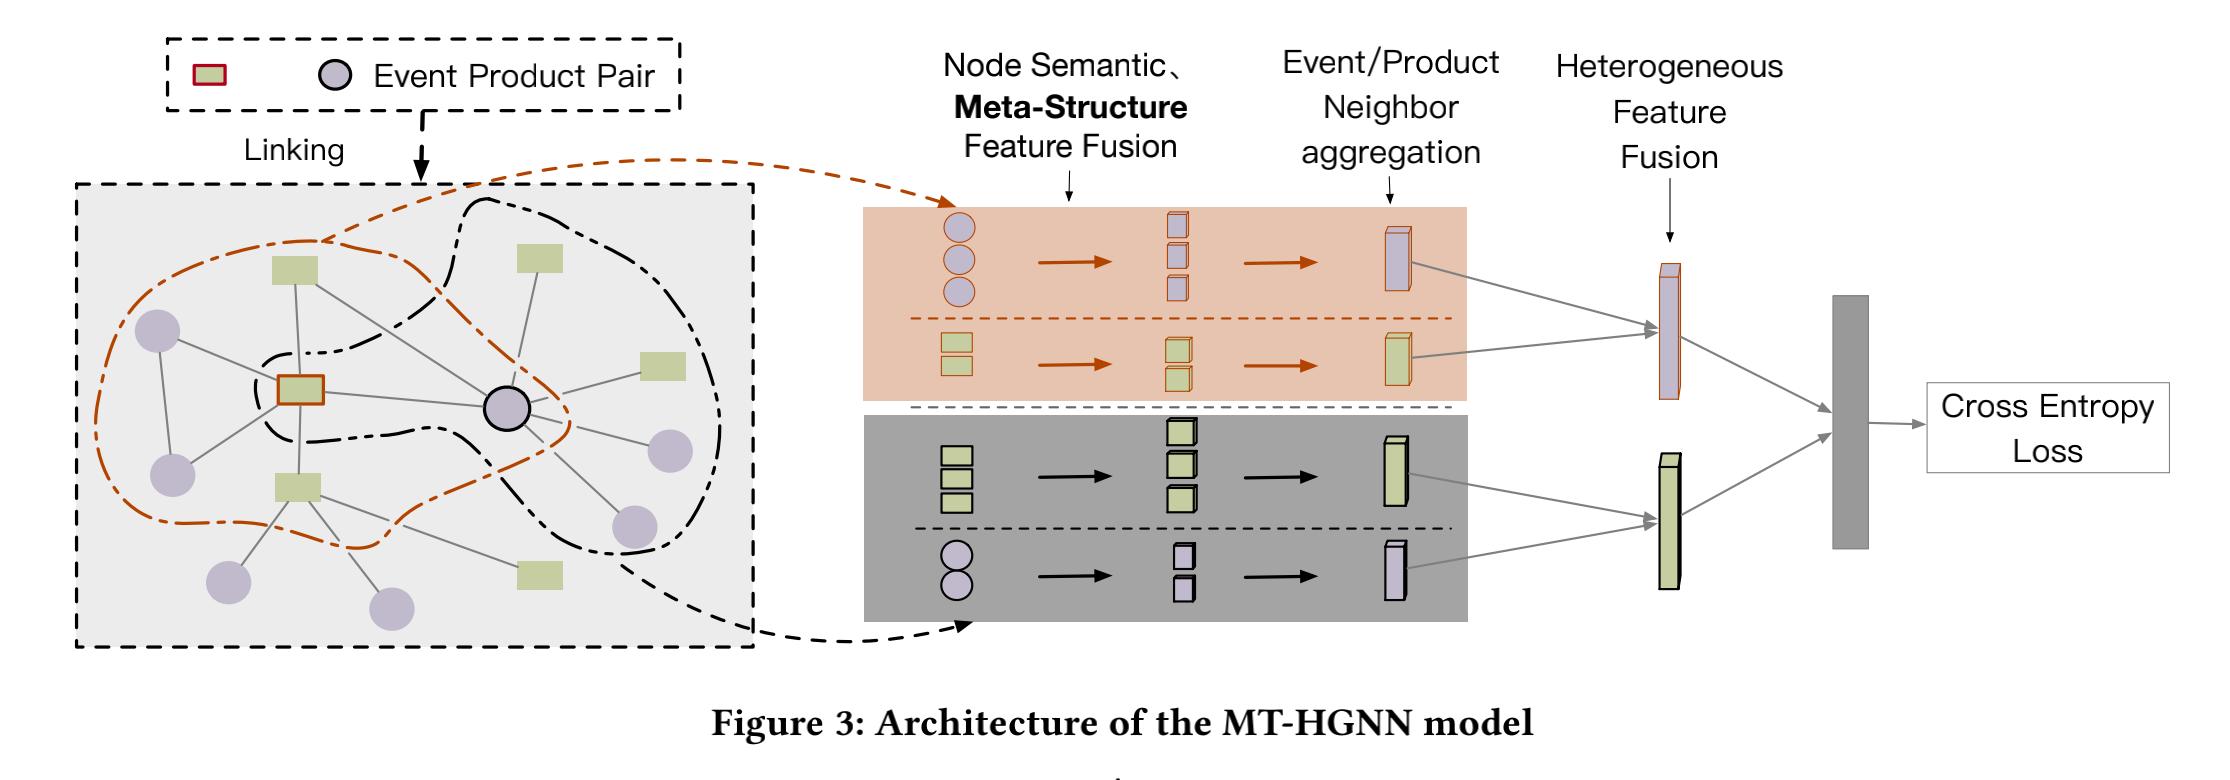 Event Product Pair
Linking
Node Semantic、
Meta-Structure
Feature Fusion
Event/Product
Neighbor
aggregation
Heterogeneous
Feature
Fusion
Cross Entropy
Loss
Figure 3: Architecture of the MT-HGNN model